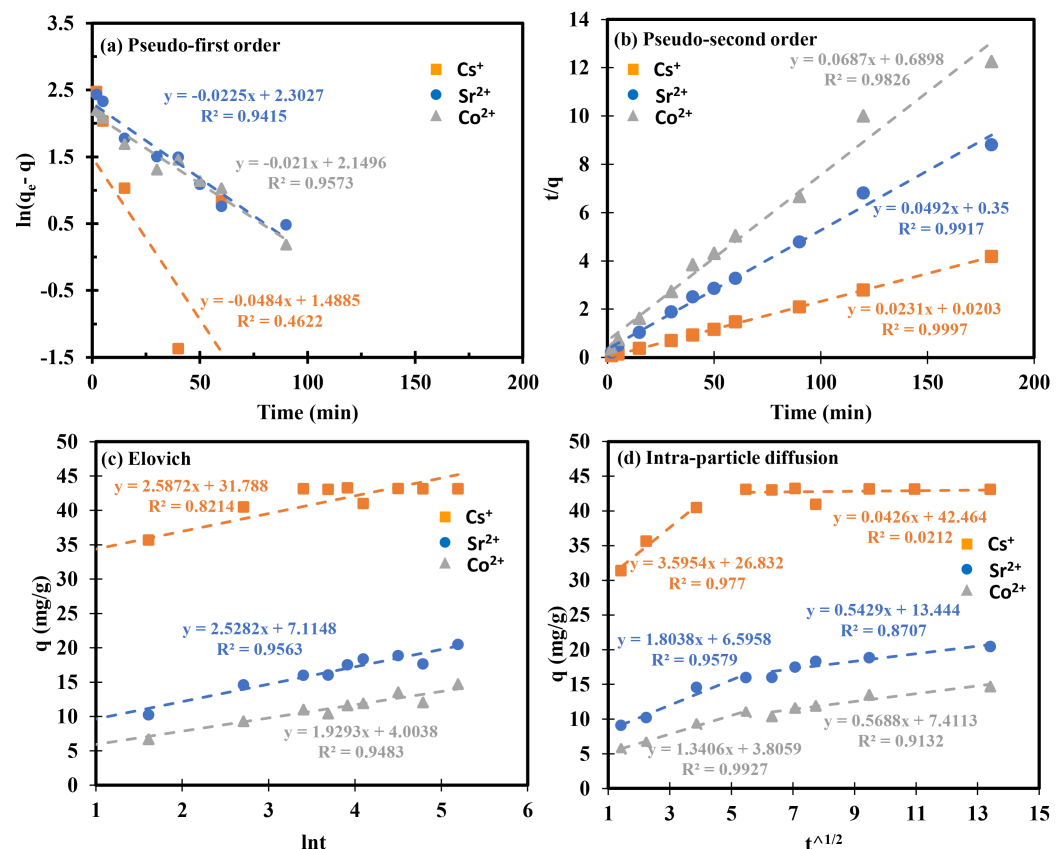 (a) Pseudo-first order
Cs⁺
Sr²⁺
Co²⁺
y = -0.0225x + 2.3027
R² = 0.9415
y = -0.021x + 2.1496
R² = 0.9573
y = -0.0484x + 1.4885
R² = 0.4622
3.5
2.5
1.5
0.5
-0.5
-1.5
ln(qₑ- q)
0
50
100
150
200
Time (min)
(b) Pseudo-second order
Cs⁺
Sr²⁺
Co²⁺
y = 0.0687x + 0.6898
R² = 0.9826
y = 0.0492x + 0.35
R² = 0.9917
y = 0.0231x + 0.0203
R² = 0.9997
14
12
10
8
6
4
2
0
t/q
0
50
100
150
200
Time (min)
(c) Elovich
y = 2.5872x + 31.788
R² = 0.8214
Cs⁺
Sr²⁺
Co²⁺
y = 2.5282x + 7.1148
R² = 0.9563
y = 1.9293x + 4.0038
R² = 0.9483
50
45
40
35
30
25
20
15
10
5
0
q (mg/g)
1
2
3
4
5
6
lnt
(d) Intra-particle diffusion
y = 0.0426x + 42.464
R² = 0.0212
Cs⁺
Sr²⁺
Co²⁺
y = 3.5954x + 26.832
R² = 0.977
y = 0.5429x + 13.444
R² = 0.8707
y = 1.8038x + 6.5958
R² = 0.9579
y = 0.5688x + 7.4113
R² = 0.9132
y = 1.3406x + 3.8059
R² = 0.9927
50
45
40
35
30
25
20
15
10
5
0
q (mg/g)
1
3
5
7
9
11
13
15
t^1/2